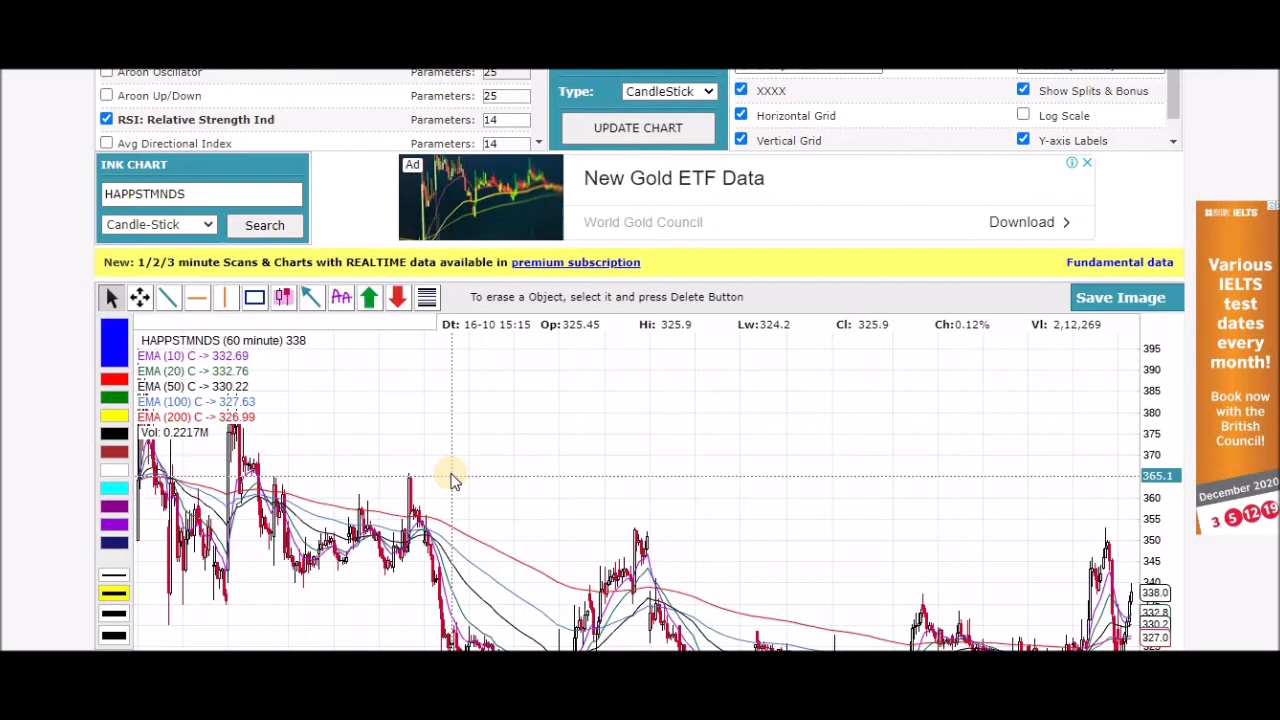 Aroon Oscillator Parameters: 25
Aroon Up/Down Parameters: 25
RSI: Relative Strength Ind Parameters: 14
Avg Directional Index Parameters: 14
Type: CandleStick
UPDATE CHART
XXXX Show Splits & Bonus
Horizontal Grid Log Scale
Vertical Grid Y-axis Labels
INK CHART
HAPPSTMNDS
Candle-Stick Search
Ad
New Gold ETF Data
World Gold Council Download
New: 1/2/3 minute Scans & Charts with REALTIME data available in premium subscription Fundamental data
To erase a Object, select it and press Delete Button Save Image
Dt: 16-10 15:15 Op:325.45 Hi: 325.9 Lw:324.2 Cl: 325.9 Ch:0.12% Vl: 2,12,269
HAPPSTMNDS (60 minute) 338
EMA (10) C -> 332.69
EMA (20) C -> 332.76
EMA (50) C -> 330.22
EMA (100) C -> 327.63
EMA (200) C -> 326.99
Vol: 0.2217M
395
390
385
380
375
370
365.1
360
355
350
345
340
338.0
332.8
330.2
327.0
IELTS
Various
IELTS
test
dates
every
month!
Book now
with the
British
Council!
December 2020
3 5 12 19